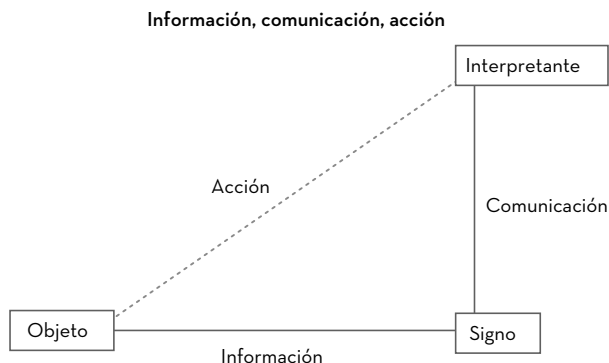 Información, comunicación, acción
Interpretante
Acción
Comunicación
Objeto
Signo
Información